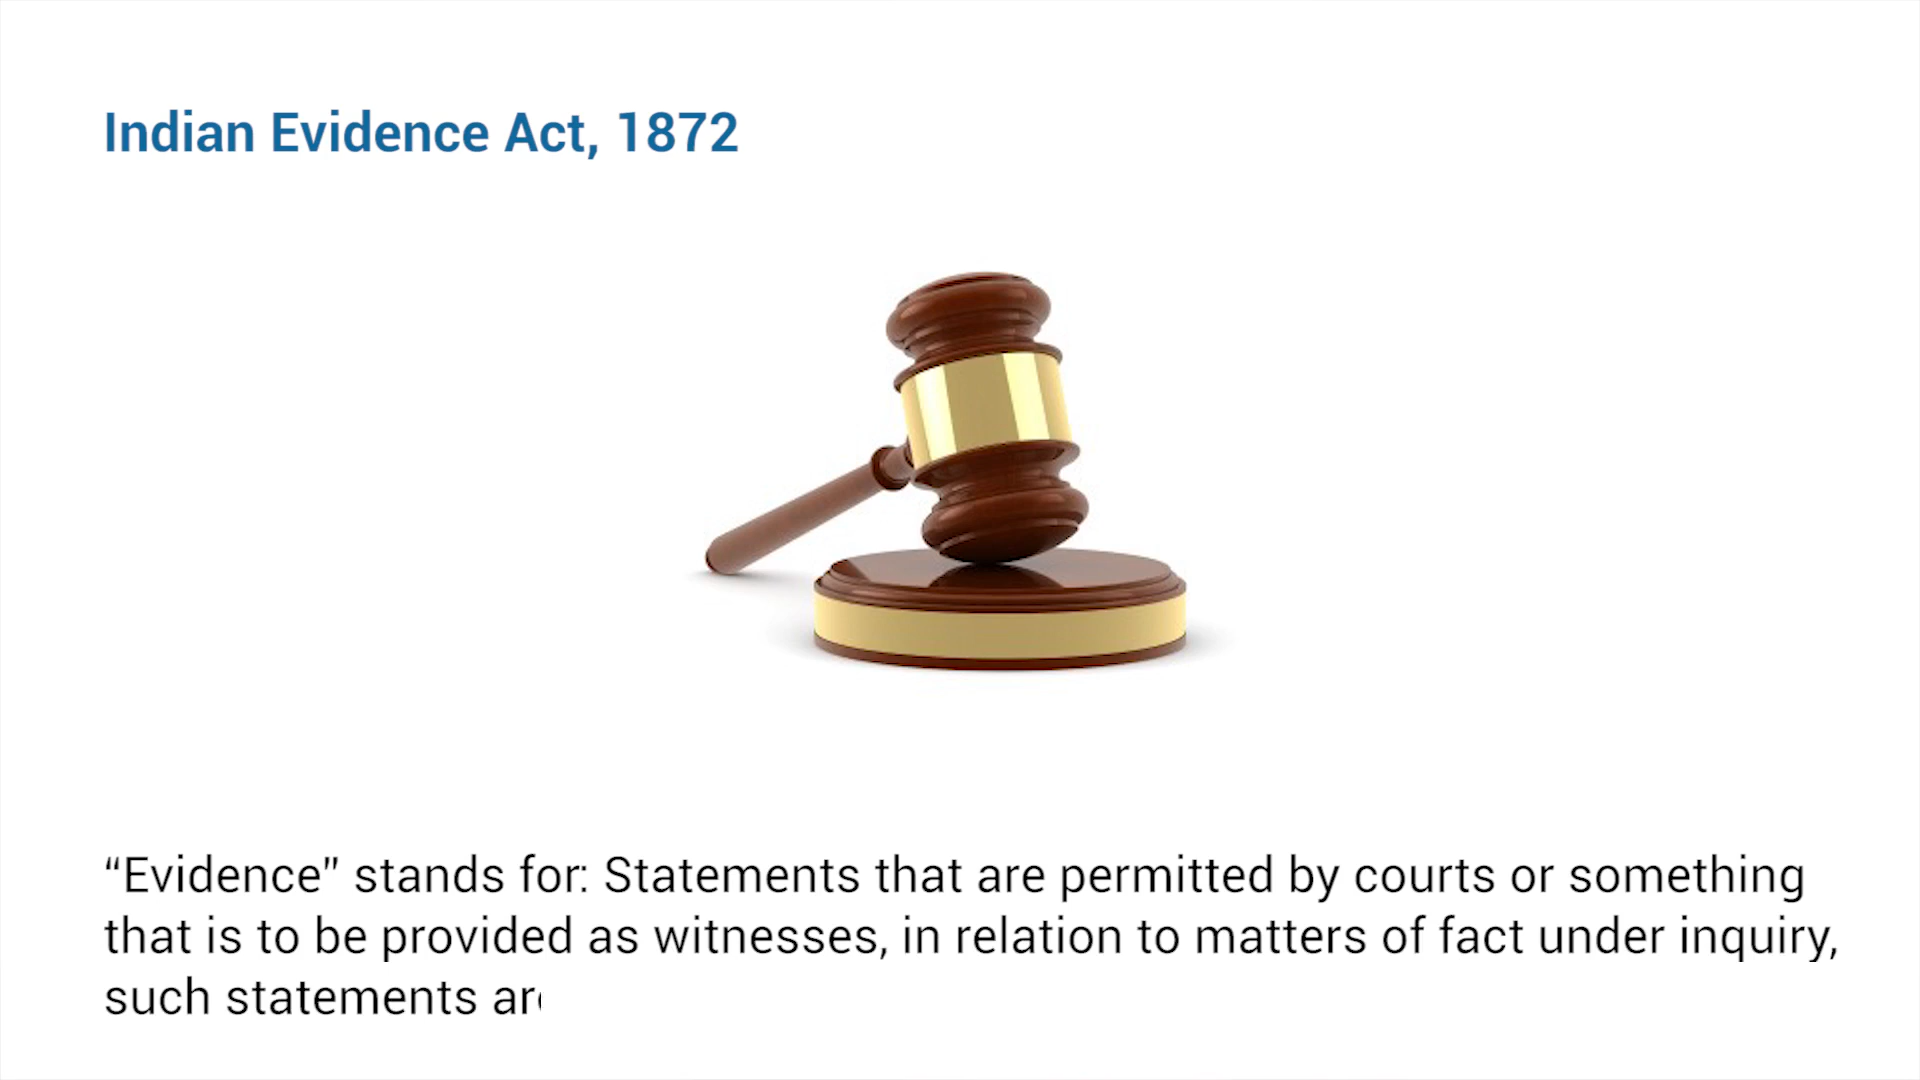 Indian Evidence Act, 1872
“Evidence” stands for: Statements that are permitted by courts or something
that is to be provided as witnesses, in relation to matters of fact under inquiry,
such statements are